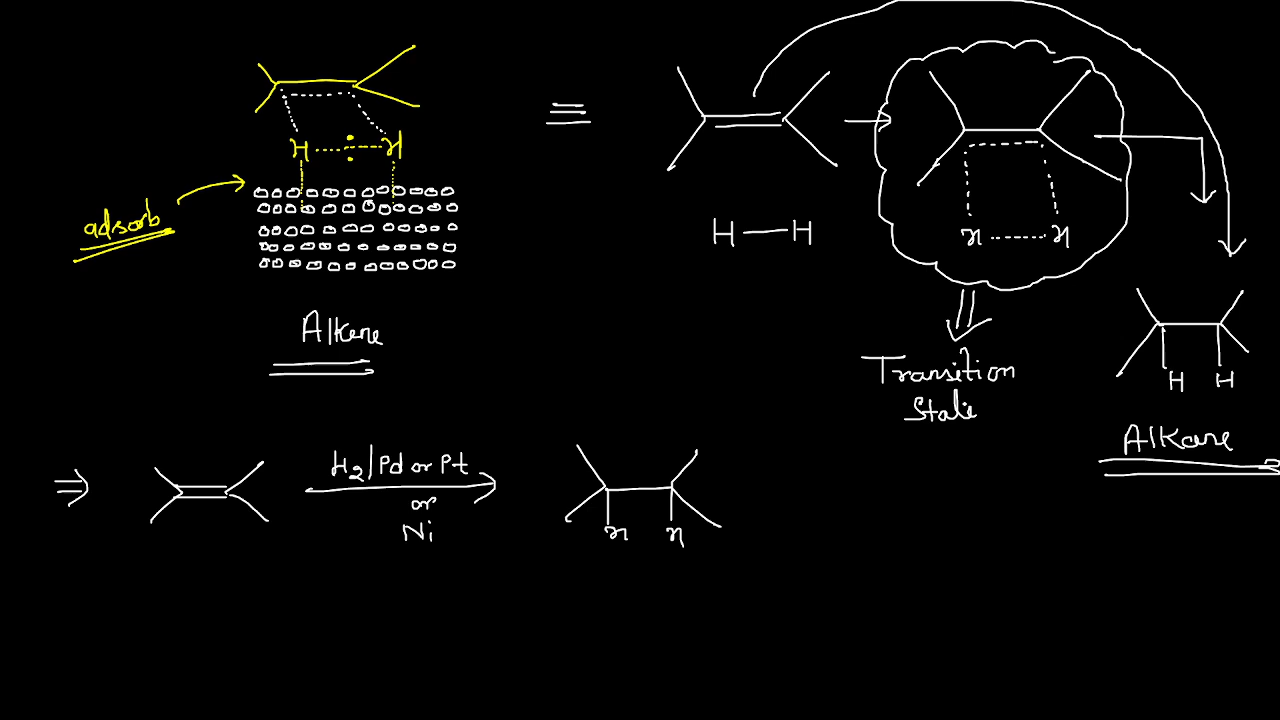 H H
adsorb
Alkene
H H
H H
Transition
State
H H
Alkane
H2/Pd or Pt
or
Ni
H H